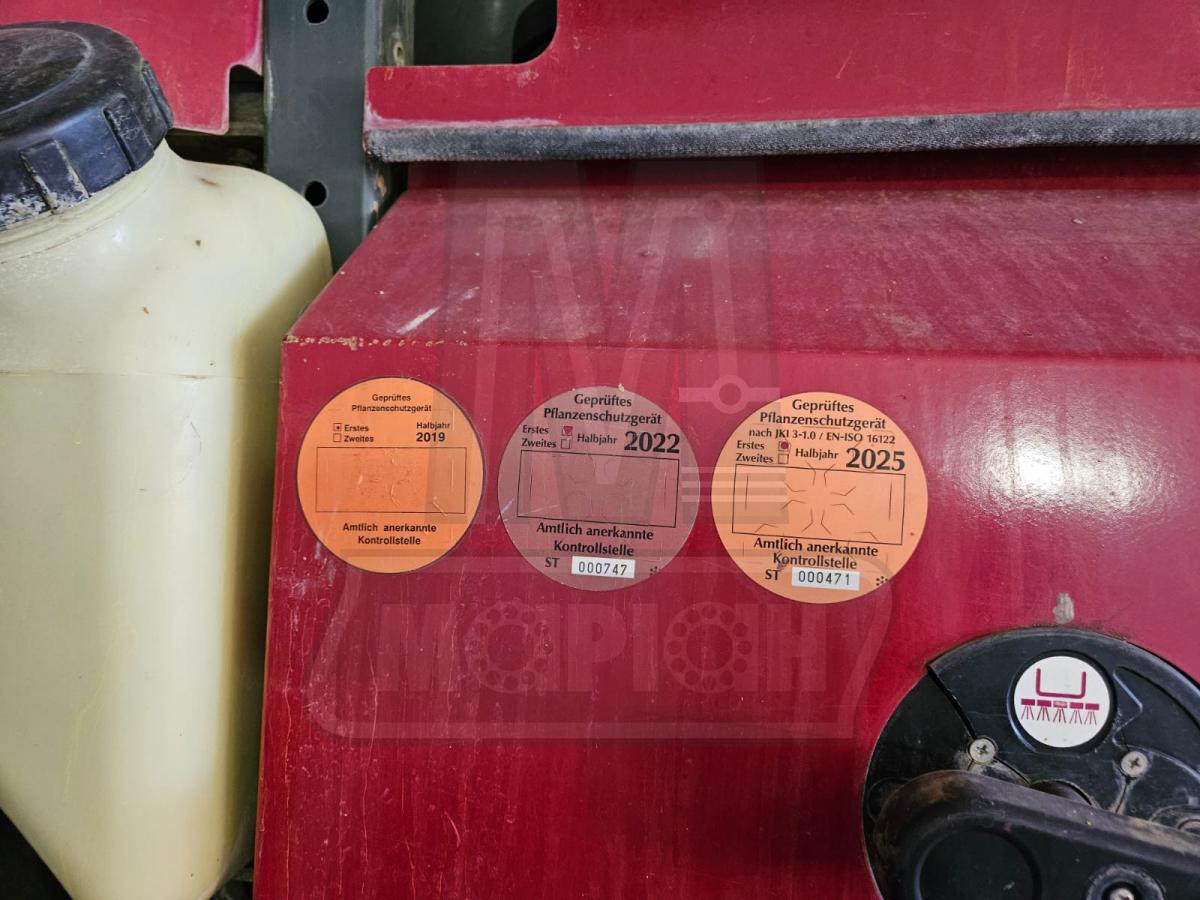 Geprüftes
Pflanzenschutzgerät
Erstes Halbjahr
Zweites 2019
Amtlich anerkannte
Kontrollstelle
Geprüftes
Pflanzenschutzgerät
Erstes
Zweites Halbjahr 2022
Amtlich anerkannte
Kontrollstelle
ST 000747
Geprüftes
Pflanzenschutzgerät
nach JKI 3-1.0 / EN-ISO 16122
Erstes
Zweites Halbjahr 2025
Amtlich anerkannte
Kontrollstelle
ST 000471
МОРІОН